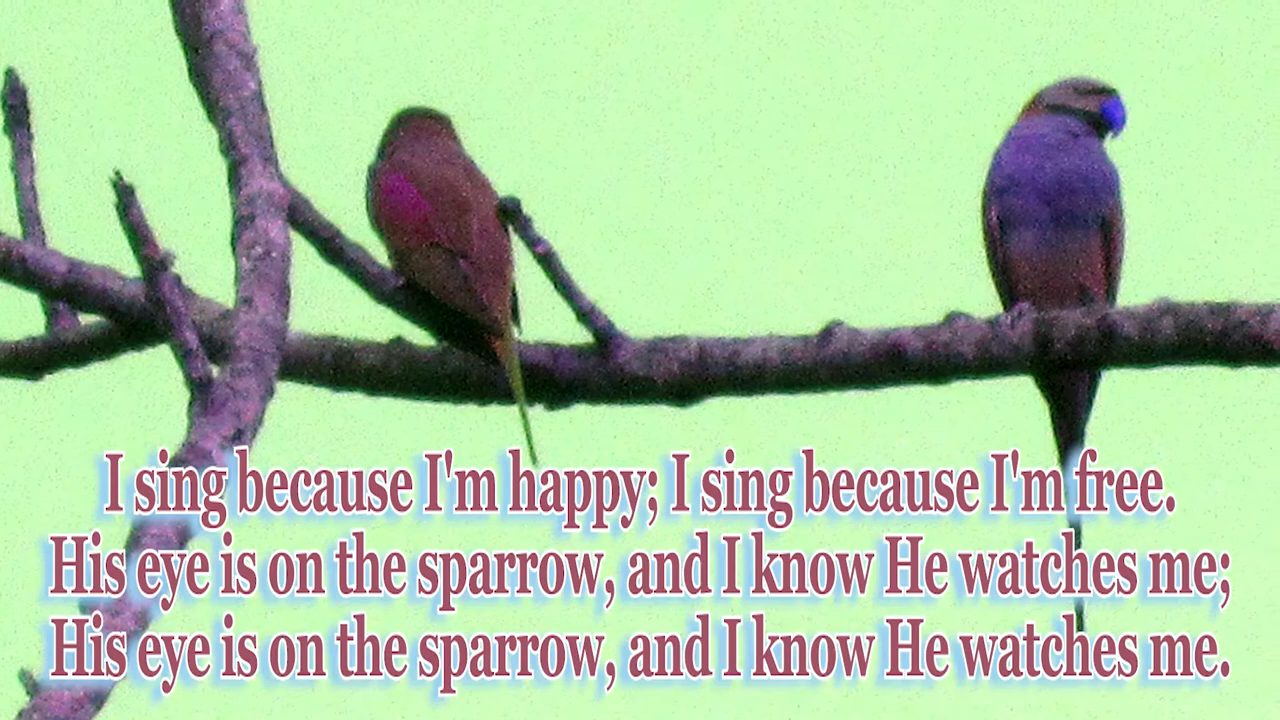 I sing because I'm happy; I sing because I'm free.
His eye is on the sparrow, and I know He watches me;
His eye is on the sparrow, and I know He watches me.